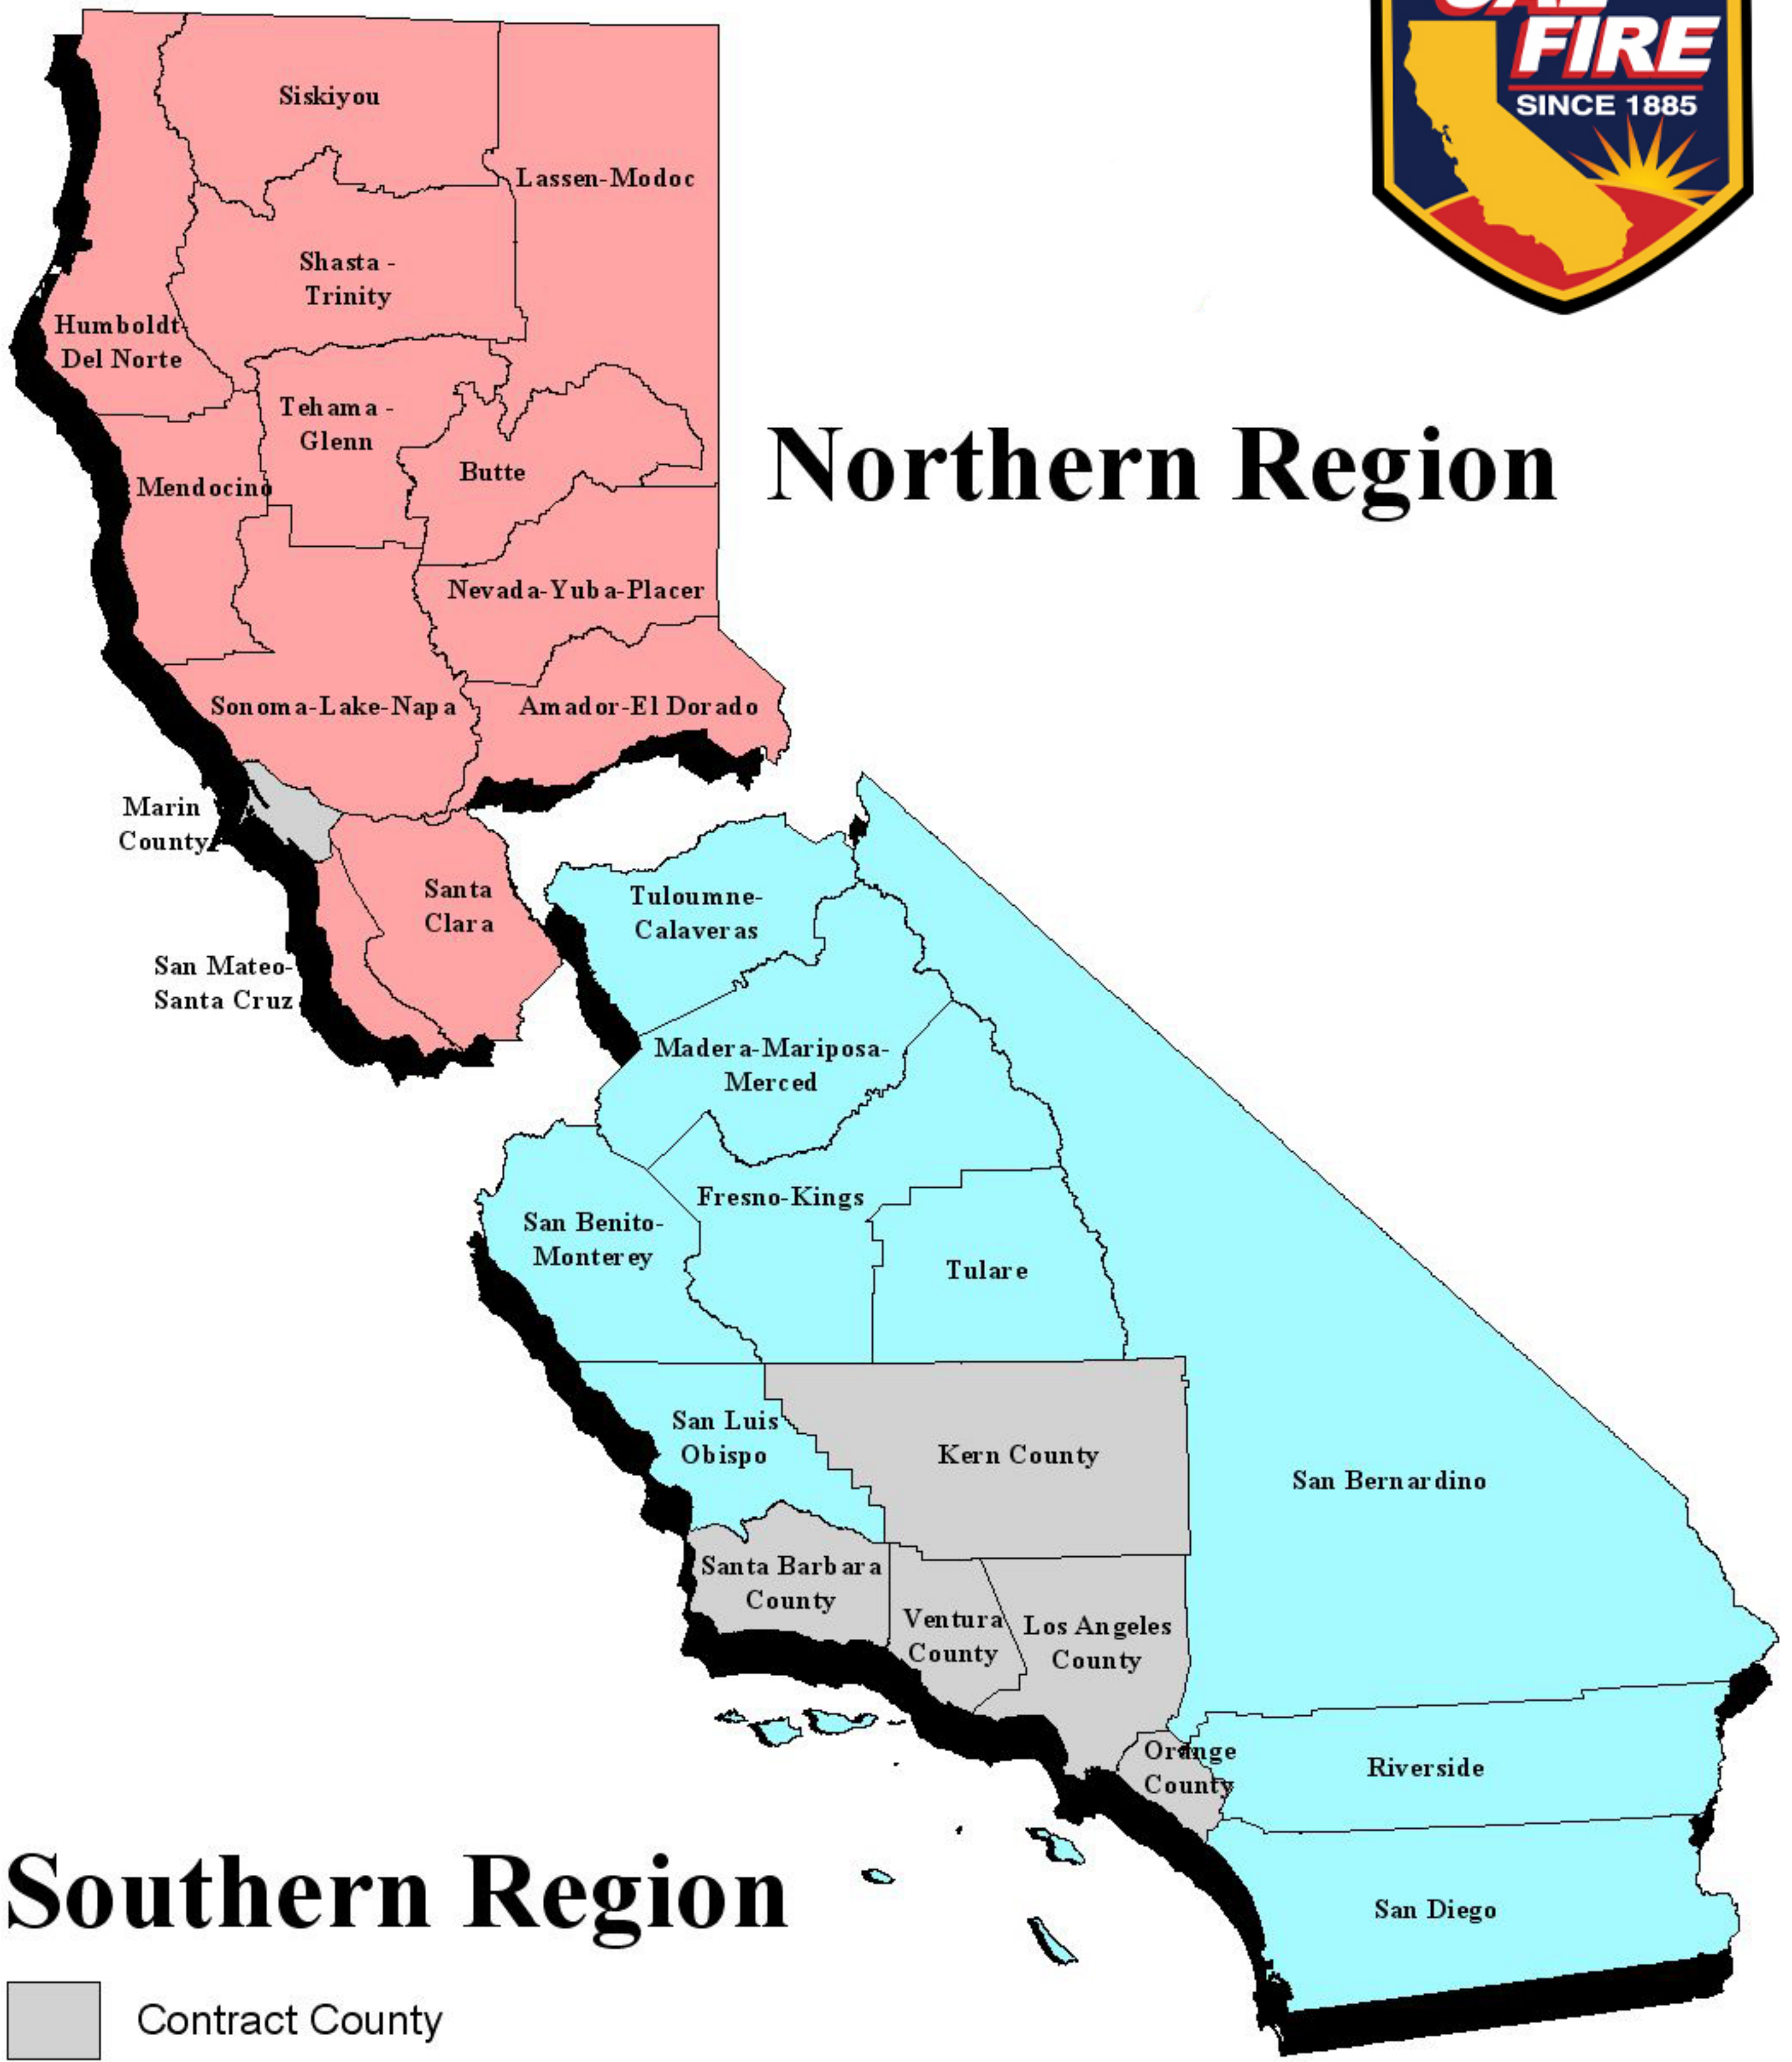 FIRE
SINCE 1885
Siskiyou
Lassen-Modoc
Shasta -
Trinity
Humboldt-
Del Norte
Tehama -
Glenn
Butte
Mendocino
Northern Region
Nevada-Yuba-Placer
Sonoma-Lake-Napa
Amador-El Dorado
Marin
County
Santa
Clara
San Mateo-
Santa Cruz
Tuloumne-
Calaveras
Madera-Mariposa-
Merced
Fresno-Kings
San Benito-
Monterey
Tulare
San Luis
Obispo
Kern County
San Bernardino
Santa Barbara
County
Ventura
County
Los Angeles
County
Orange
County
Riverside
San Diego
Southern Region
Contract County